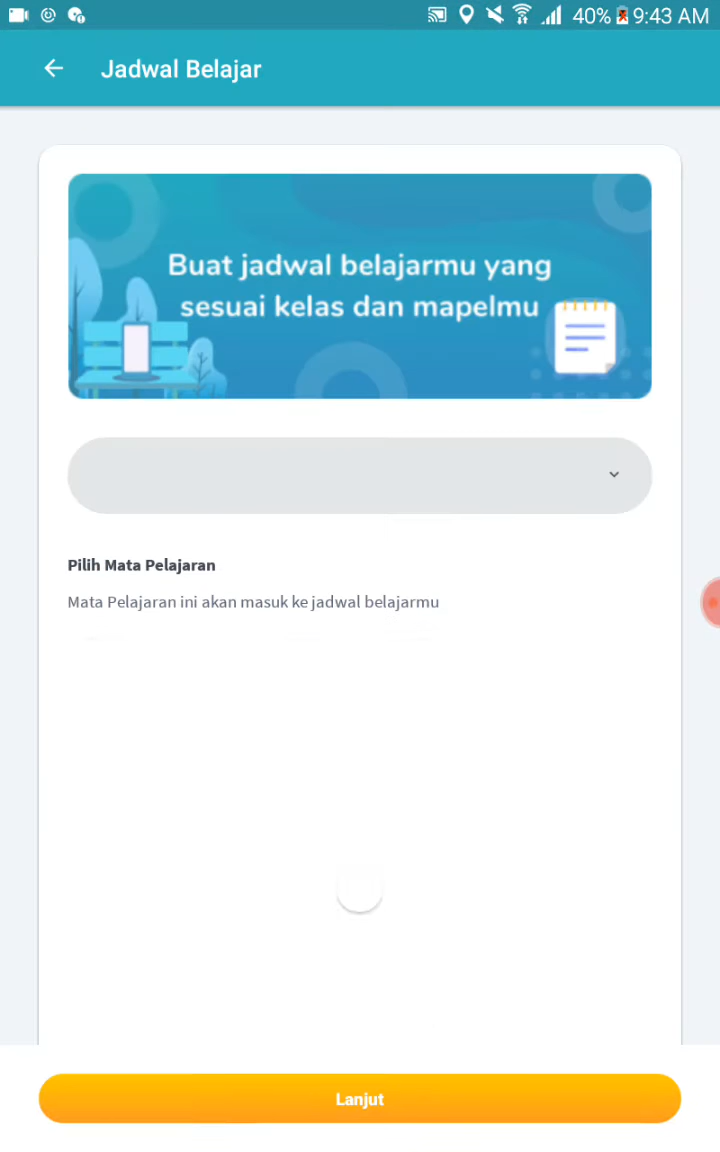 40% 9:43 AM
Jadwal Belajar
Buat jadwal belajarmu yang
sesuai kelas dan mapelmu
Pilih Mata Pelajaran
Mata Pelajaran ini akan masuk ke jadwal belajarmu
Lanjut